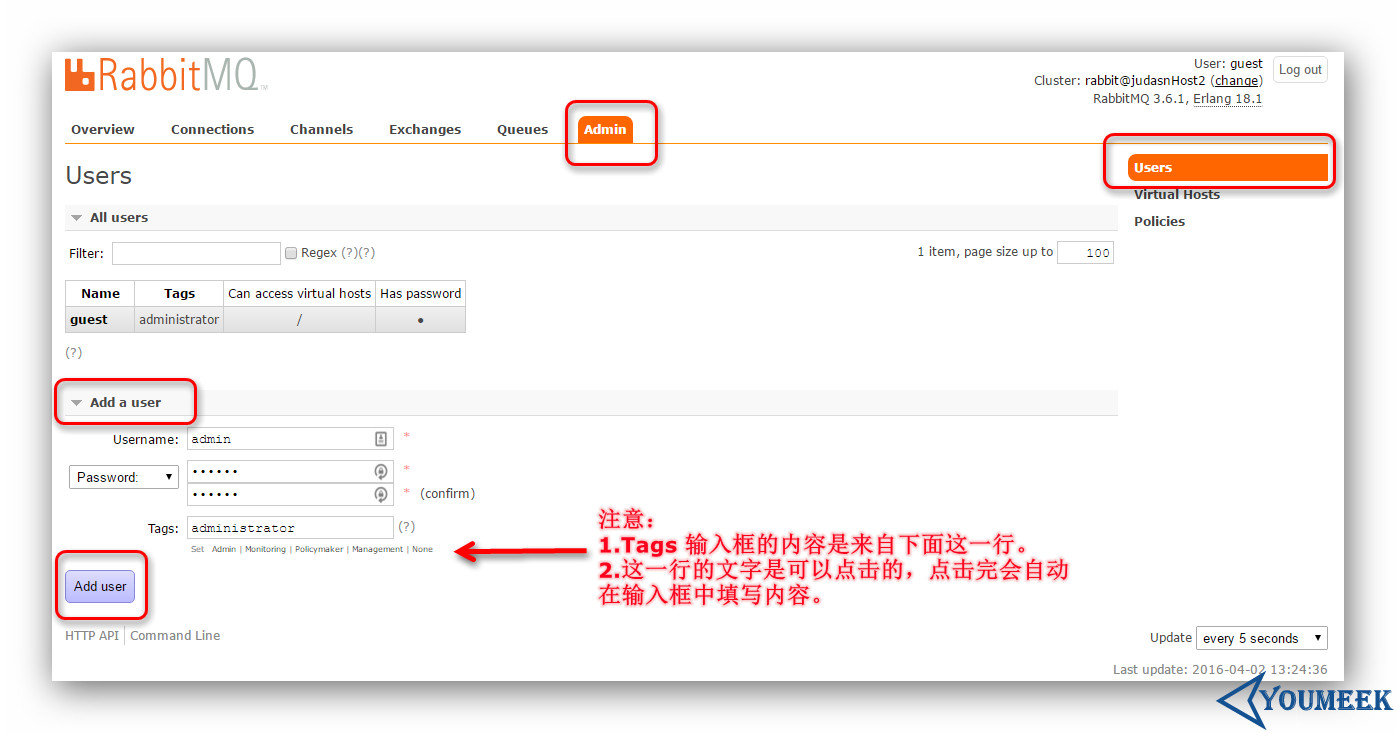 RabbitMQ™
User: guest
Log out
Cluster: rabbit@judasnHost2 (change)
RabbitMQ 3.6.1, Erlang 18.1
Overview Connections Channels Exchanges Queues Admin
Users
Users
Virtual Hosts
Policies
All users
Filter: Regex (?)(?) 1 item, page size up to 100
Name Tags Can access virtual hosts Has password
guest administrator / •
(?)
Add a user
Username: admin *
Password: •••••• *
•••••• * (confirm)
Tags: administrator (?)
Set Admin | Monitoring | Policymaker | Management | None
注意：
1.Tags 输入框的内容是来自下面这一行。
2.这一行的文字是可以点击的，点击完会自动
在输入框中填写内容。
Add user
HTTP API Command Line
Update every 5 seconds
Last update: 2016-04-02 13:24:36
YOUMEEK